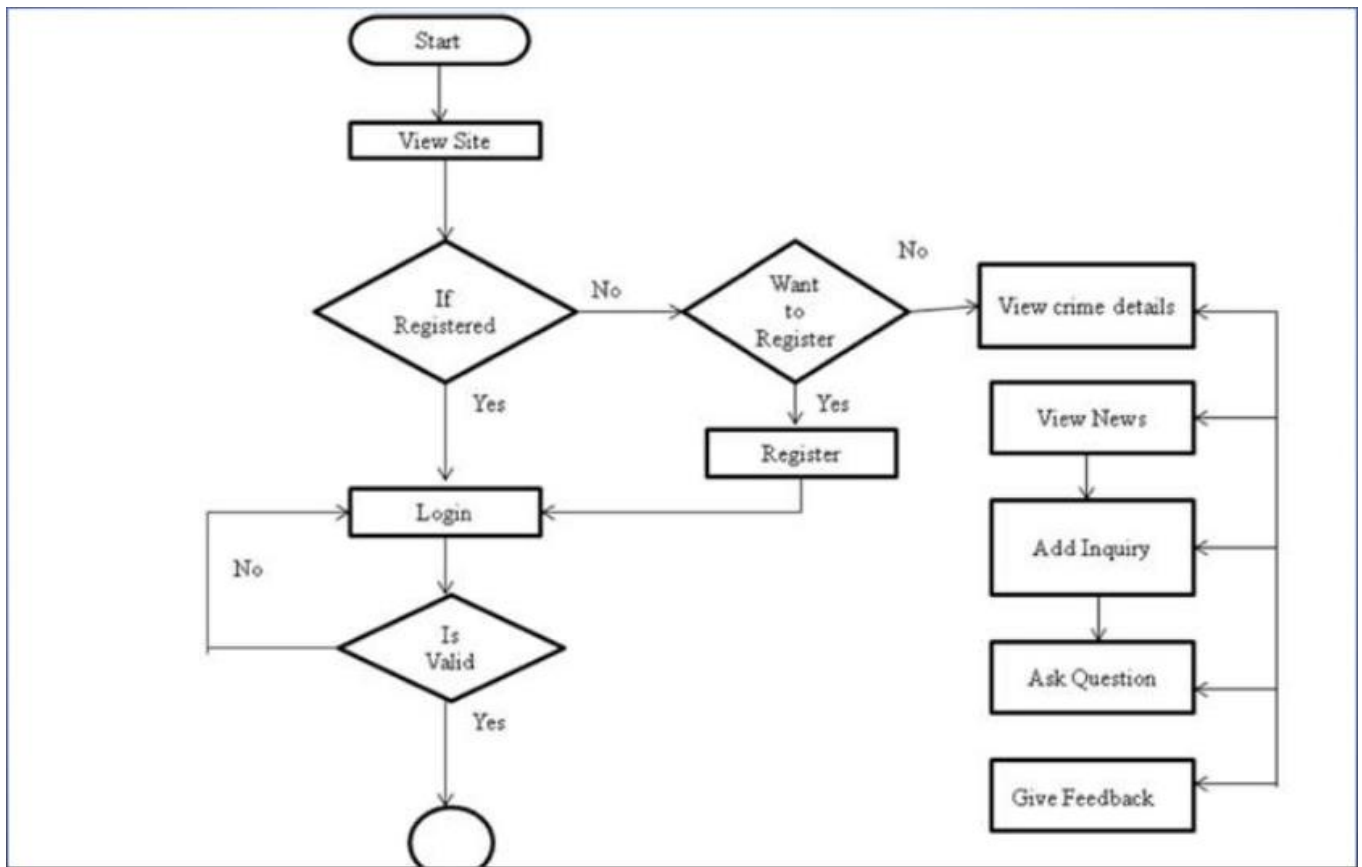 Start
View Site
If
Registered
No
Want
to
Register
No
View crime details
Yes
Yes
View News
Register
Login
Add Inquiry
No
Is
Valid
Ask Question
Yes
Give Feedback